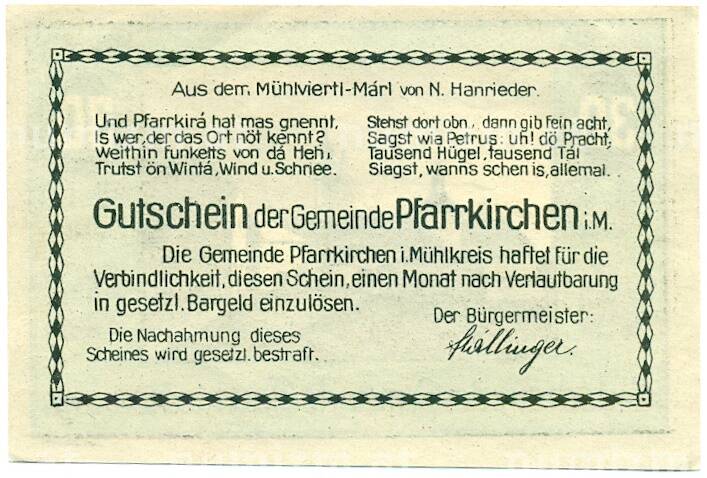 Aus dem Mühlviertl-Márl von N. Hanrieder.
Und Pfarrkirá hat mas gnennt,
Is wer, der das Ort nöt kennt?
Weithin funkelts von dá Heh,
Trutst ön Wintá, Wind u. Schnee.
Stehst dort obn, dann gib fein acht,
Sagst wia Petrus: uh! dö Pracht,
Tausend Hügel, tausend Tál
Siagst, wanns schen is, allemal.
Gutschein der Gemeinde Pfarrkirchen i.M.
Die Gemeinde Pfarrkirchen i. Mühlkreis haftet für die
Verbindlichkeit, diesen Schein, einen Monat nach Verlautbarung
in gesetzl. Bargeld einzulösen.
Der Bürgermeister:
Die Nachahmung dieses
Scheines wird gesetzl. bestraft.